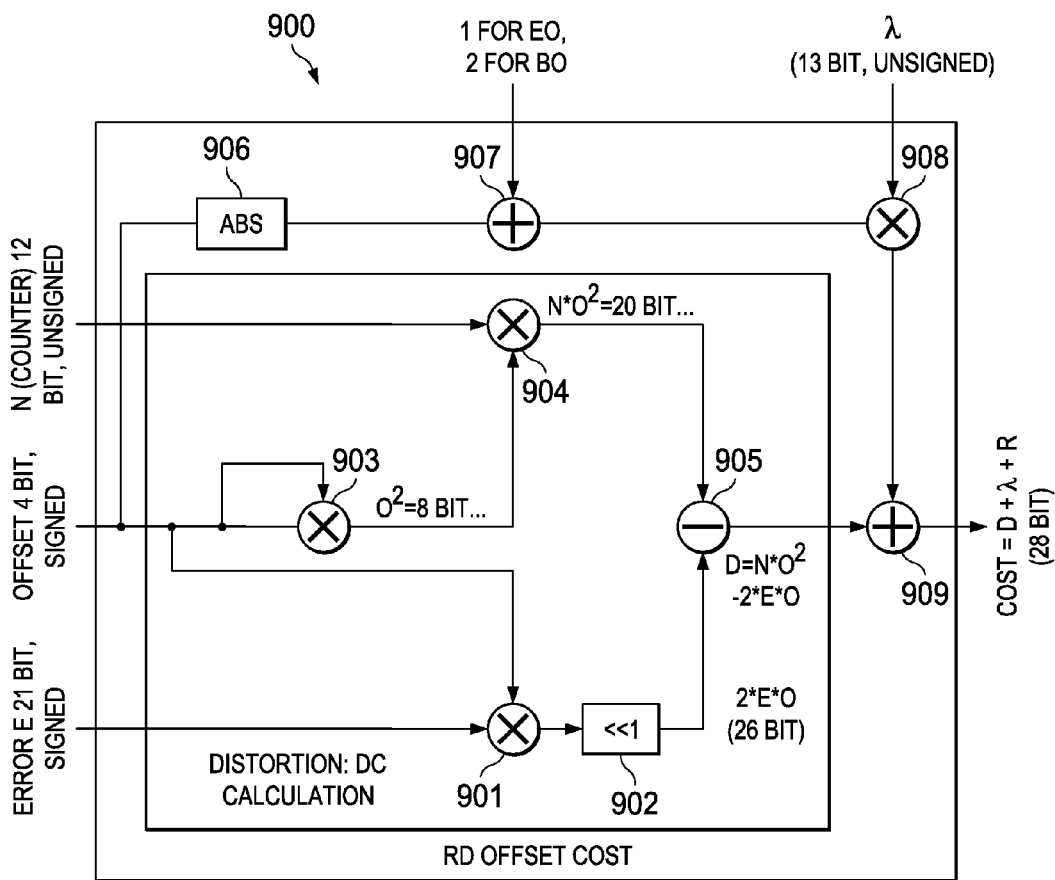 900
1 FOR EO,
2 FOR BO
λ
(13 BIT, UNSIGNED)
906
907
908
ABS
N (COUNTER) 12
BIT, UNSIGNED
N*O²=20 BIT...
904
OFFSET 4 BIT,
SIGNED
903
O²=8 BIT...
905
D=N*O²
-2*E*O
909
COST = D + λ + R
(28 BIT)
ERROR E 21 BIT,
SIGNED
2*E*O
(26 BIT)
<<1
901
902
DISTORTION: DC
CALCULATION
RD OFFSET COST